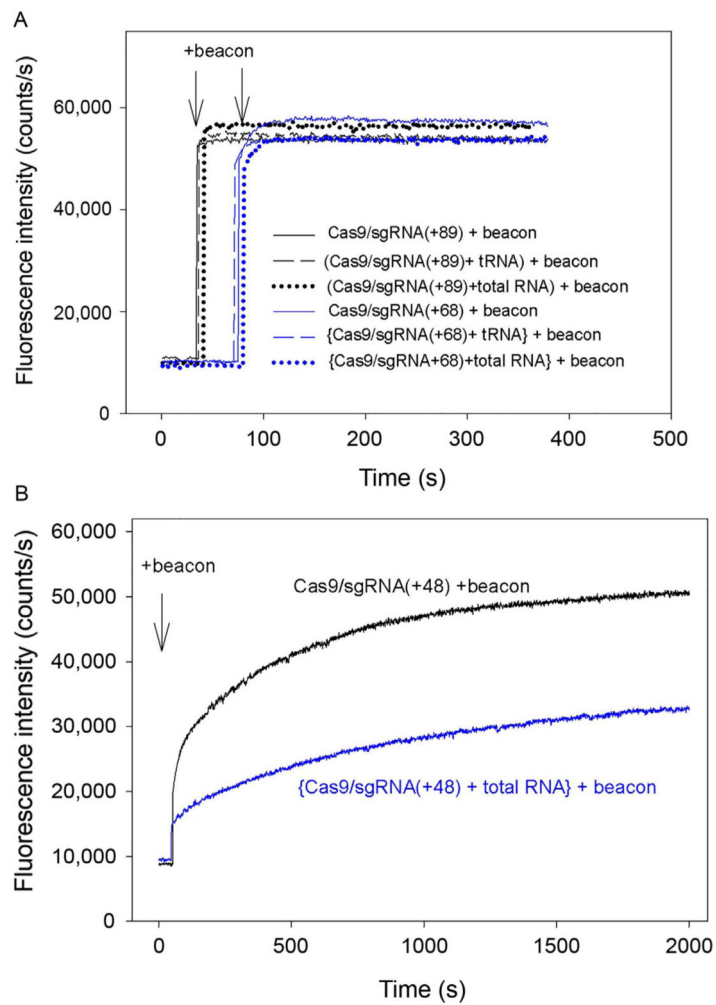 A
+beacon
Fluorescence intensity (counts/s)
60,000
40,000
20,000
0
Cas9/sgRNA(+89) + beacon
(Cas9/sgRNA(+89)+ tRNA) + beacon
(Cas9/sgRNA(+89)+total RNA) + beacon
Cas9/sgRNA(+68) + beacon
{Cas9/sgRNA(+68)+ tRNA} + beacon
{Cas9/sgRNA+68)+total RNA} + beacon
0 100 200 300 400 500
Time (s)
B
+beacon
Fluorescence intensity (counts/s)
60,000
50,000
40,000
30,000
20,000
10,000
0
Cas9/sgRNA(+48) +beacon
{Cas9/sgRNA(+48) + total RNA} + beacon
0 500 1000 1500 2000
Time (s)